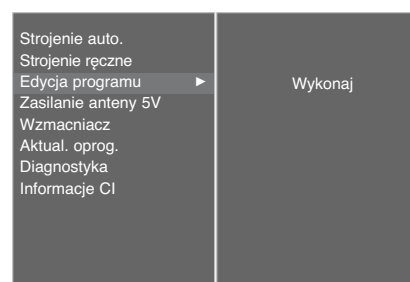 Strojenie auto.
Strojenie ręczne
Edycja programu ►
Wykonaj
Zasilanie anteny 5V
Wzmacniacz
Aktual. oprog.
Diagnostyka
Informacje CI